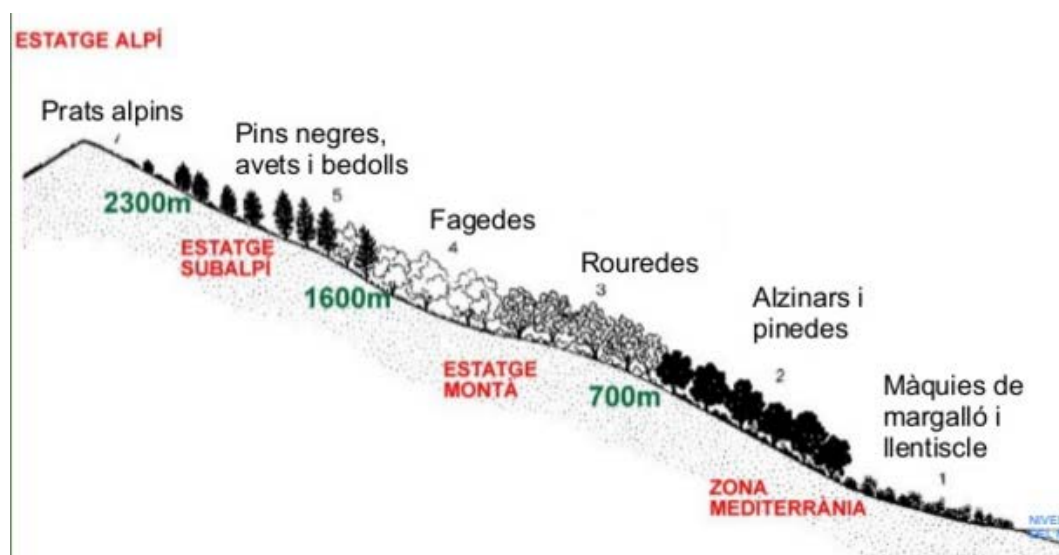 ESTATGE ALPÍ
Prats alpins
Pins negres,
avets i bedolls
5
2300m
Fagedes
4
ESTATGE
SUBALPÍ
Rouredes
3
1600m
Alzinars i
pinedes
2
ESTATGE
MONTÀ
700m
Màquies de
margalló i
llentiscle
1
ZONA
MEDITERRÀNIA